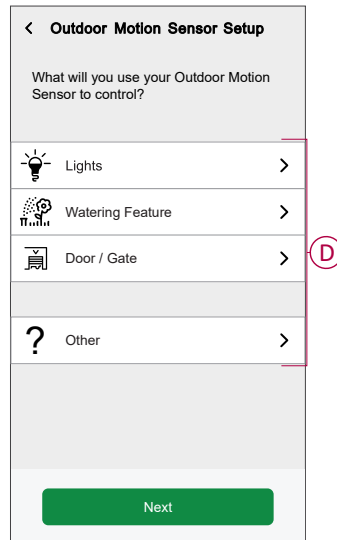 Outdoor Motion Sensor Setup
What will you use your Outdoor Motion
Sensor to control?
Lights
Watering Feature
Door / Gate
D
? Other
Next